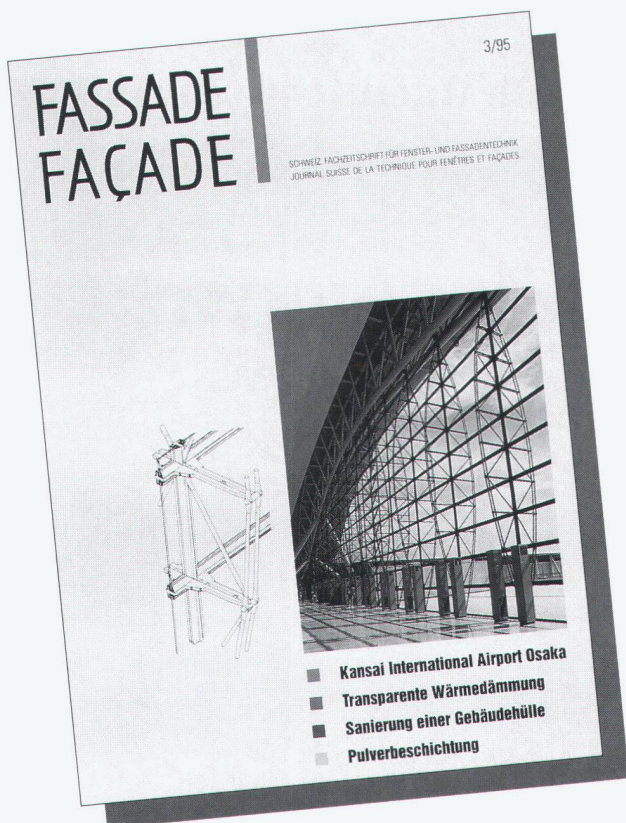 3/95
FASSADE
FAÇADE
SCHWEIZ. FACHZEITSCHRIFT FÜR FENSTER- UND FASSADENTECHNIK
JOURNAL SUISSE DE LA TECHNIQUE POUR FENÊTRES ET FAÇADES
Kansai International Airport Osaka
Transparente Wärmedämmung
Sanierung einer Gebäudehülle
Pulverbeschichtung